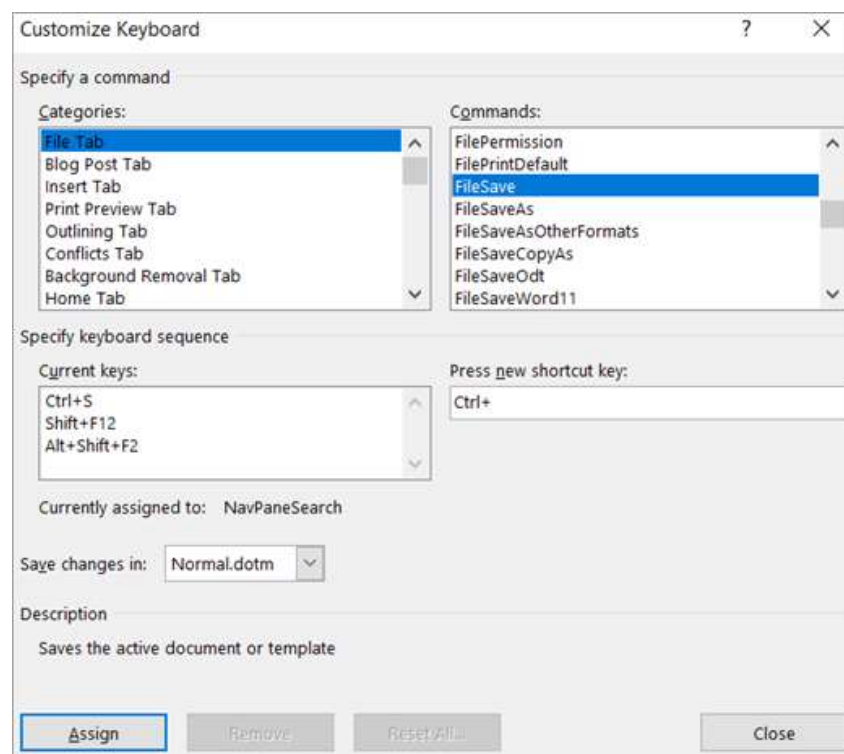 Customize Keyboard
Specify a command
Categories:
File Tab
Blog Post Tab
Insert Tab
Print Preview Tab
Outlining Tab
Conflicts Tab
Background Removal Tab
Home Tab
Commands:
FilePermission
FilePrintDefault
FileSave
FileSaveAs
FileSaveAsOtherFormats
FileSaveCopyAs
FileSaveOdt
FileSaveWord11
Specify keyboard sequence
Current keys:
Ctrl+S
Shift+F12
Alt+Shift+F2
Press new shortcut key:
Ctrl+
Currently assigned to: NavPaneSearch
Save changes in: Normal.dotm
Description
Saves the active document or template
Assign Remove Reset All... Close